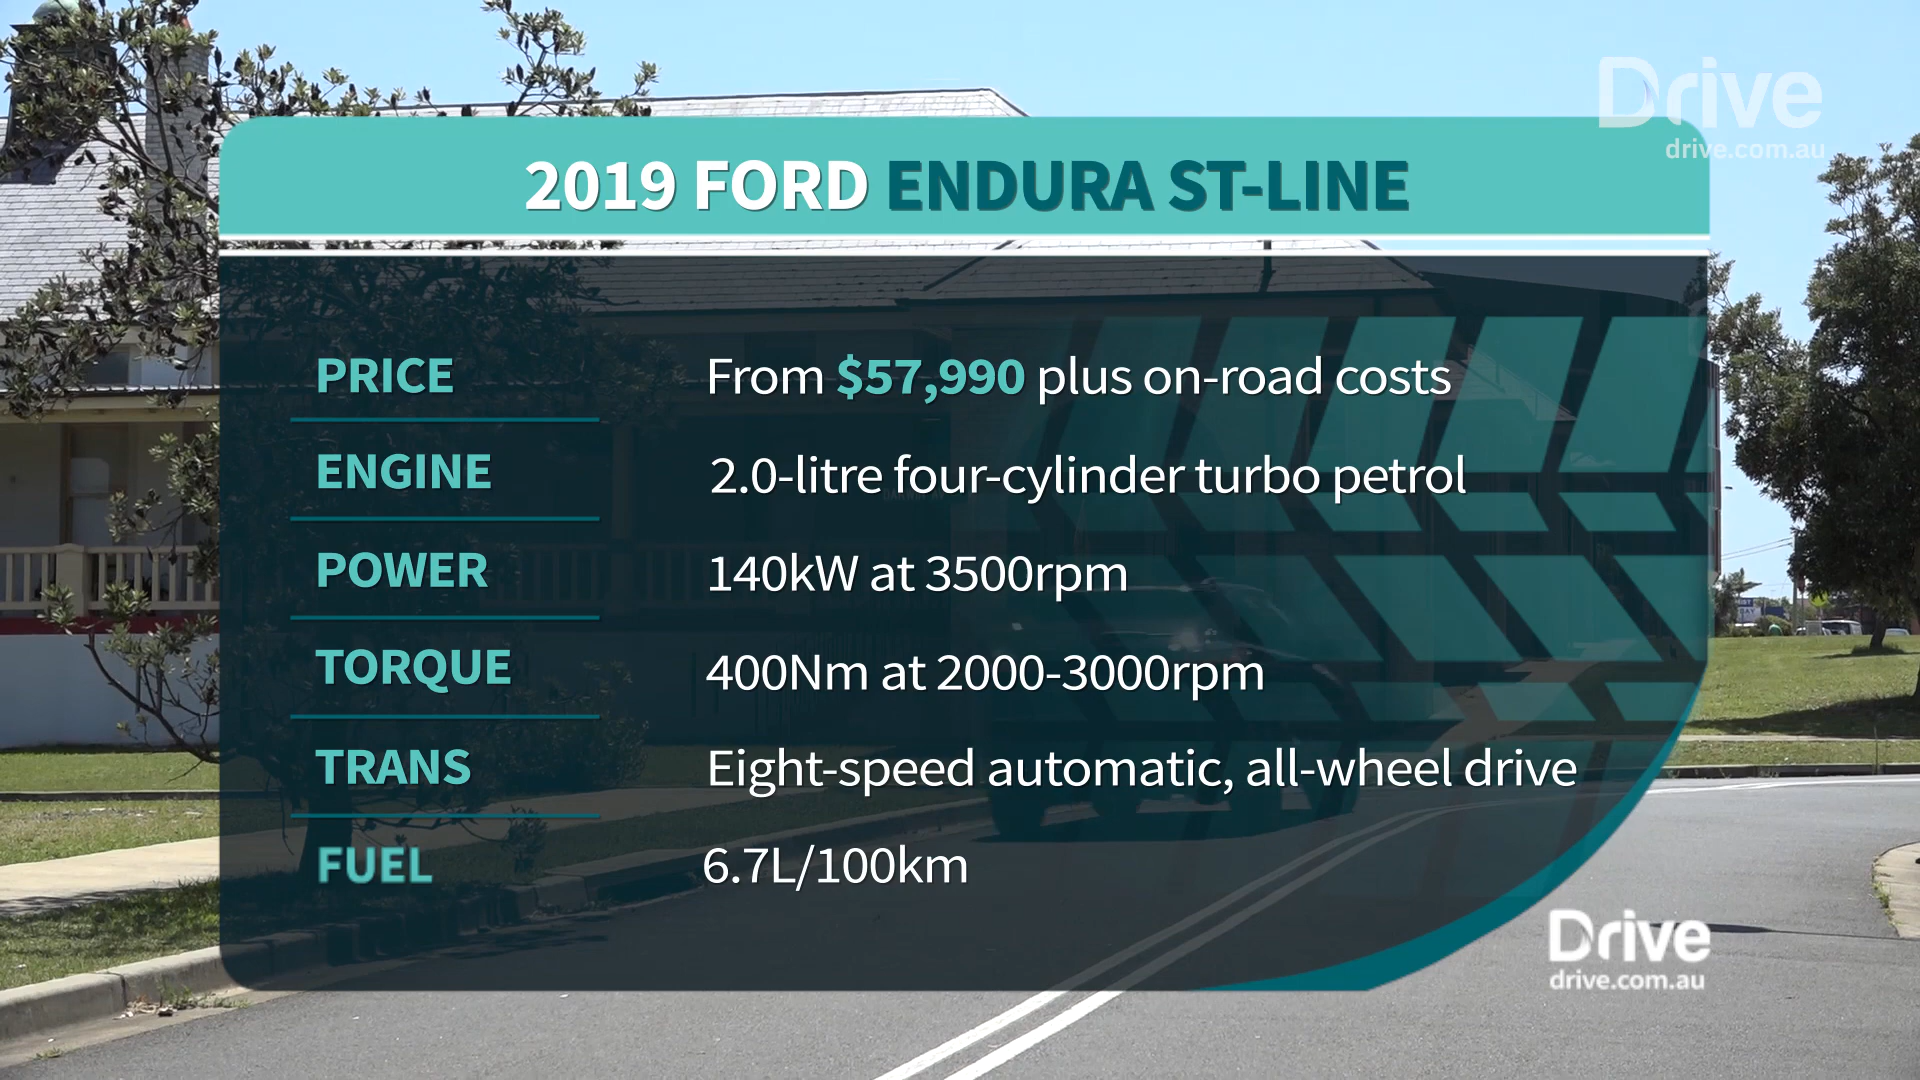 Drive
drive.com.au
2019 FORD ENDURA ST-LINE
PRICE From $57,990 plus on-road costs
ENGINE 2.0-litre four-cylinder turbo petrol
POWER 140kW at 3500rpm
TORQUE 400Nm at 2000-3000rpm
TRANS Eight-speed automatic, all-wheel drive
FUEL 6.7L/100km
Drive
drive.com.au